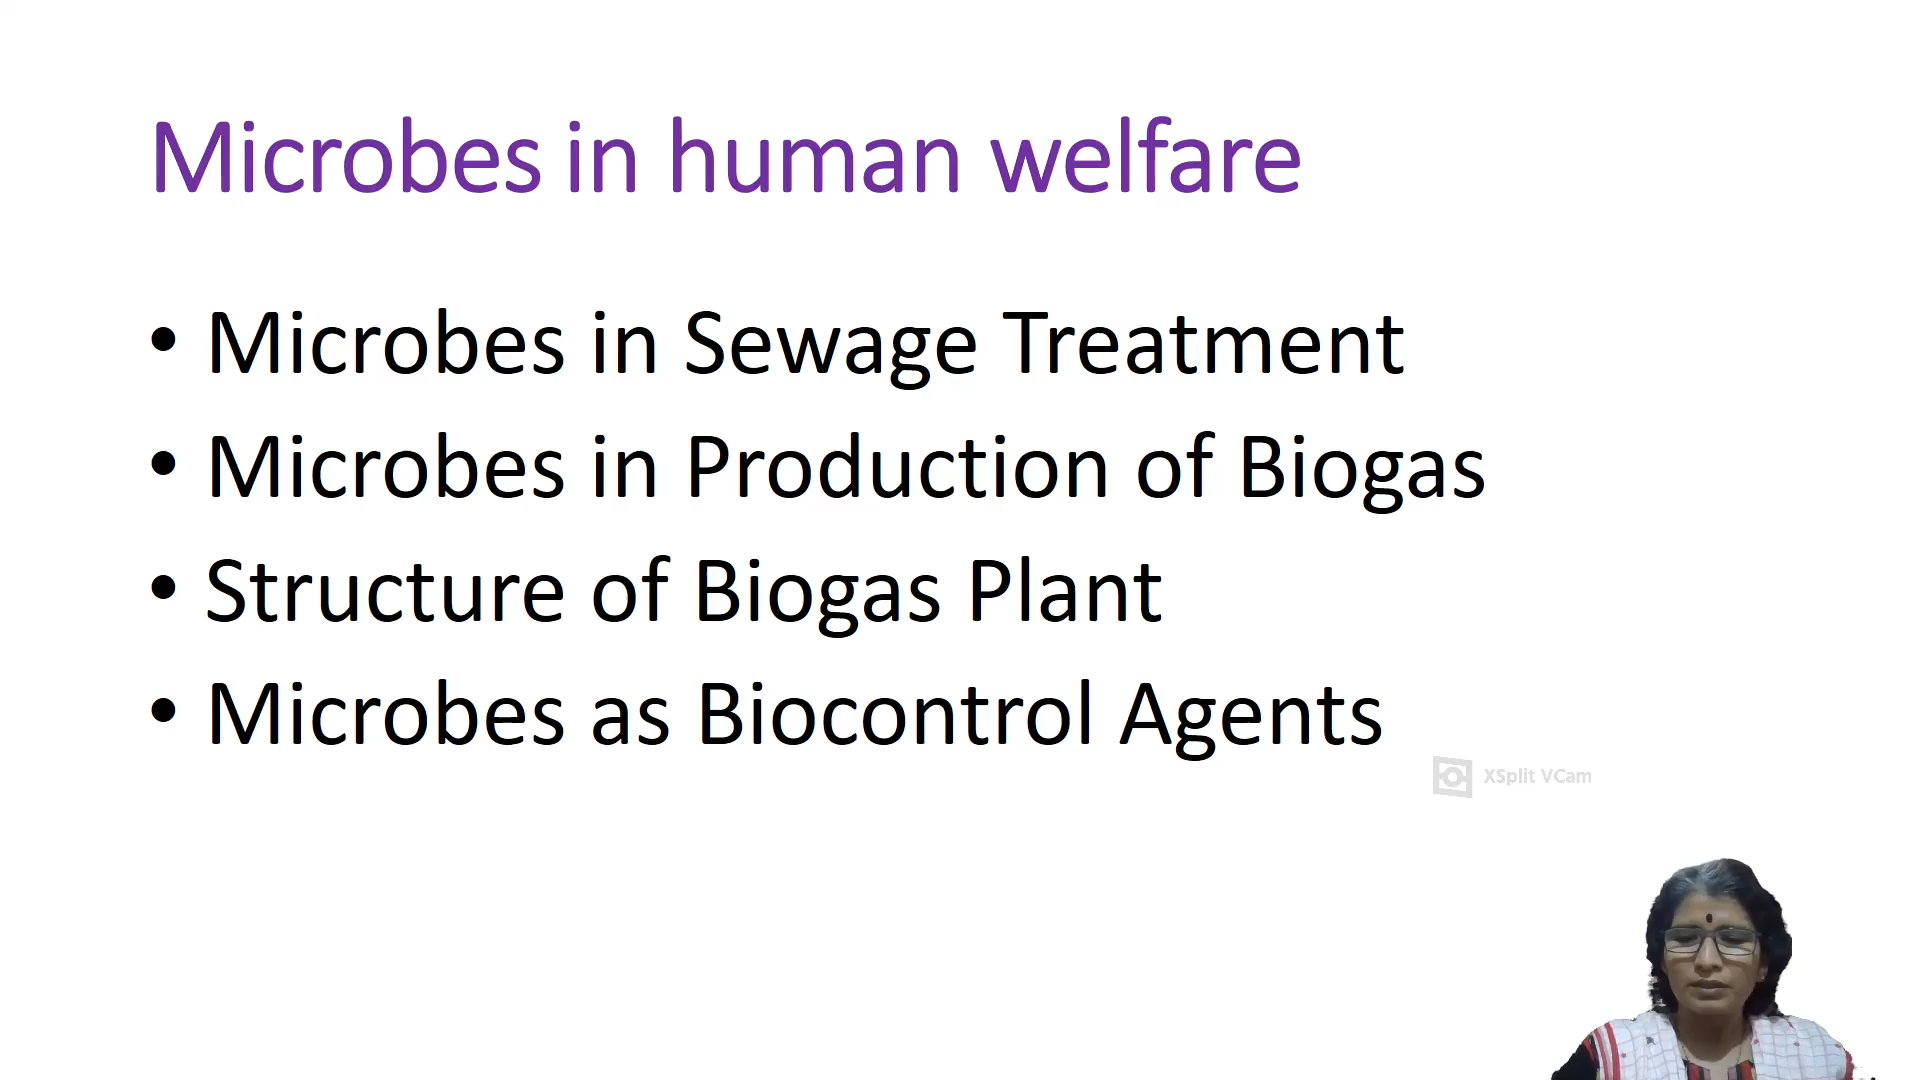 Microbes in human welfare
• Microbes in Sewage Treatment
• Microbes in Production of Biogas
• Structure of Biogas Plant
• Microbes as Biocontrol Agents
XSplit VCam